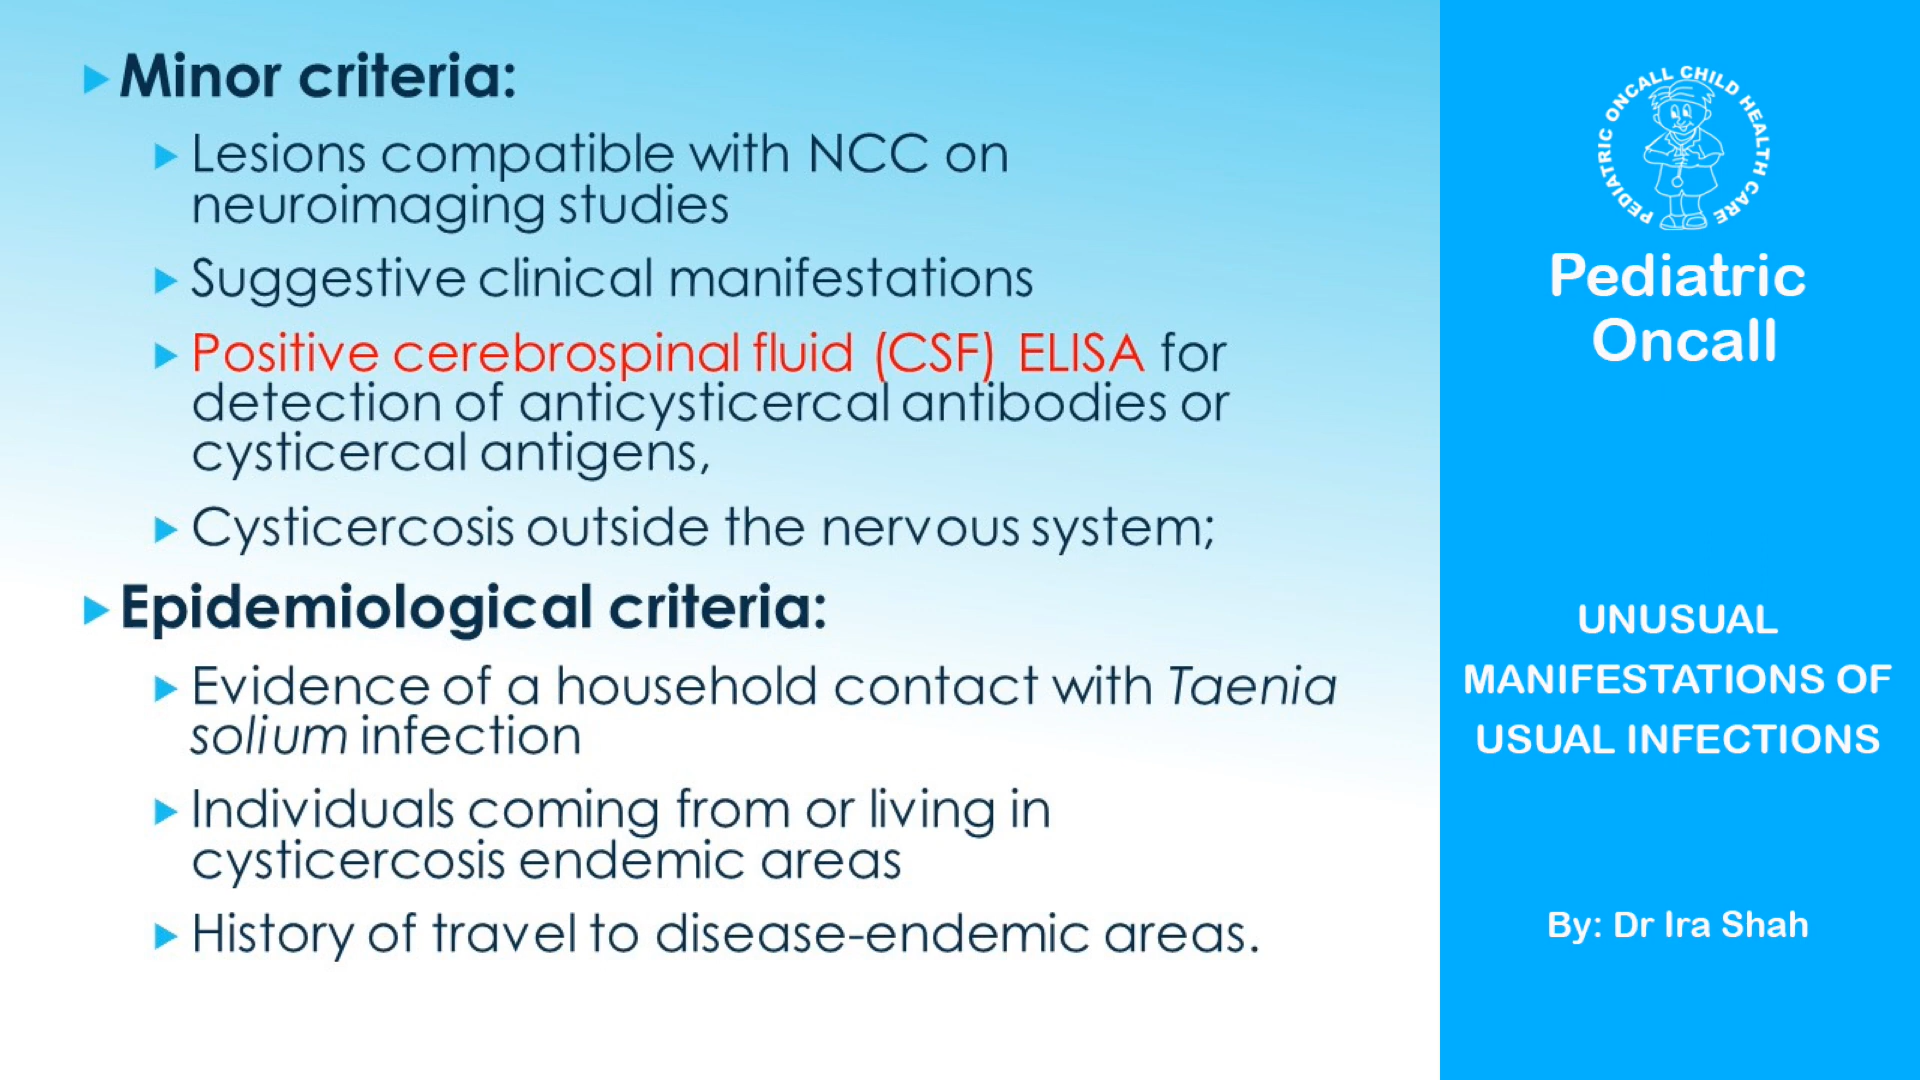 Minor criteria:
Lesions compatible with NCC on
neuroimaging studies
Suggestive clinical manifestations
Positive cerebrospinal fluid (CSF) ELISA for
detection of anticysticercal antibodies or
cysticercal antigens,
Cysticercosis outside the nervous system;
Epidemiological criteria:
Evidence of a household contact with Taenia
solium infection
Individuals coming from or living in
cysticercosis endemic areas
History of travel to disease-endemic areas.
PEDIATRIC ONCALL CHILD HEALTH CARE
Pediatric
Oncall
UNUSUAL
MANIFESTATIONS OF
USUAL INFECTIONS
By: Dr Ira Shah